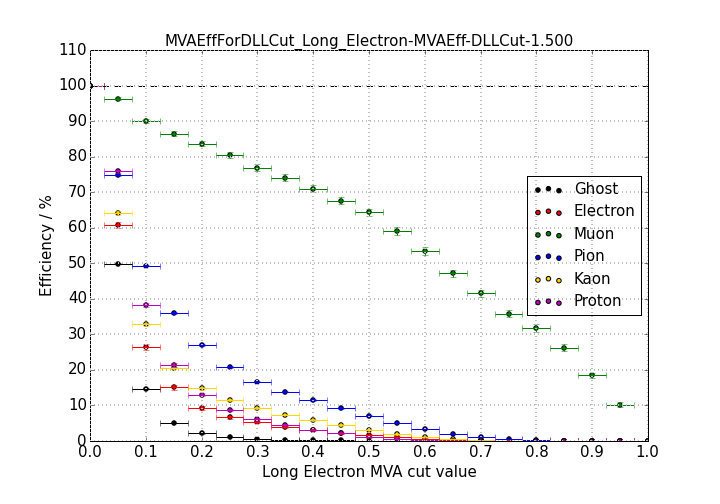 MVAEffForDLLCut_Long_Electron-MVAEff-DLLCut-1.500
110
100
90
80
70
60
50
40
30
20
10
0
Efficiency / %
Ghost
Electron
Muon
Pion
Kaon
Proton
0.0 0.1 0.2 0.3 0.4 0.5 0.6 0.7 0.8 0.9 1.0
Long Electron MVA cut value